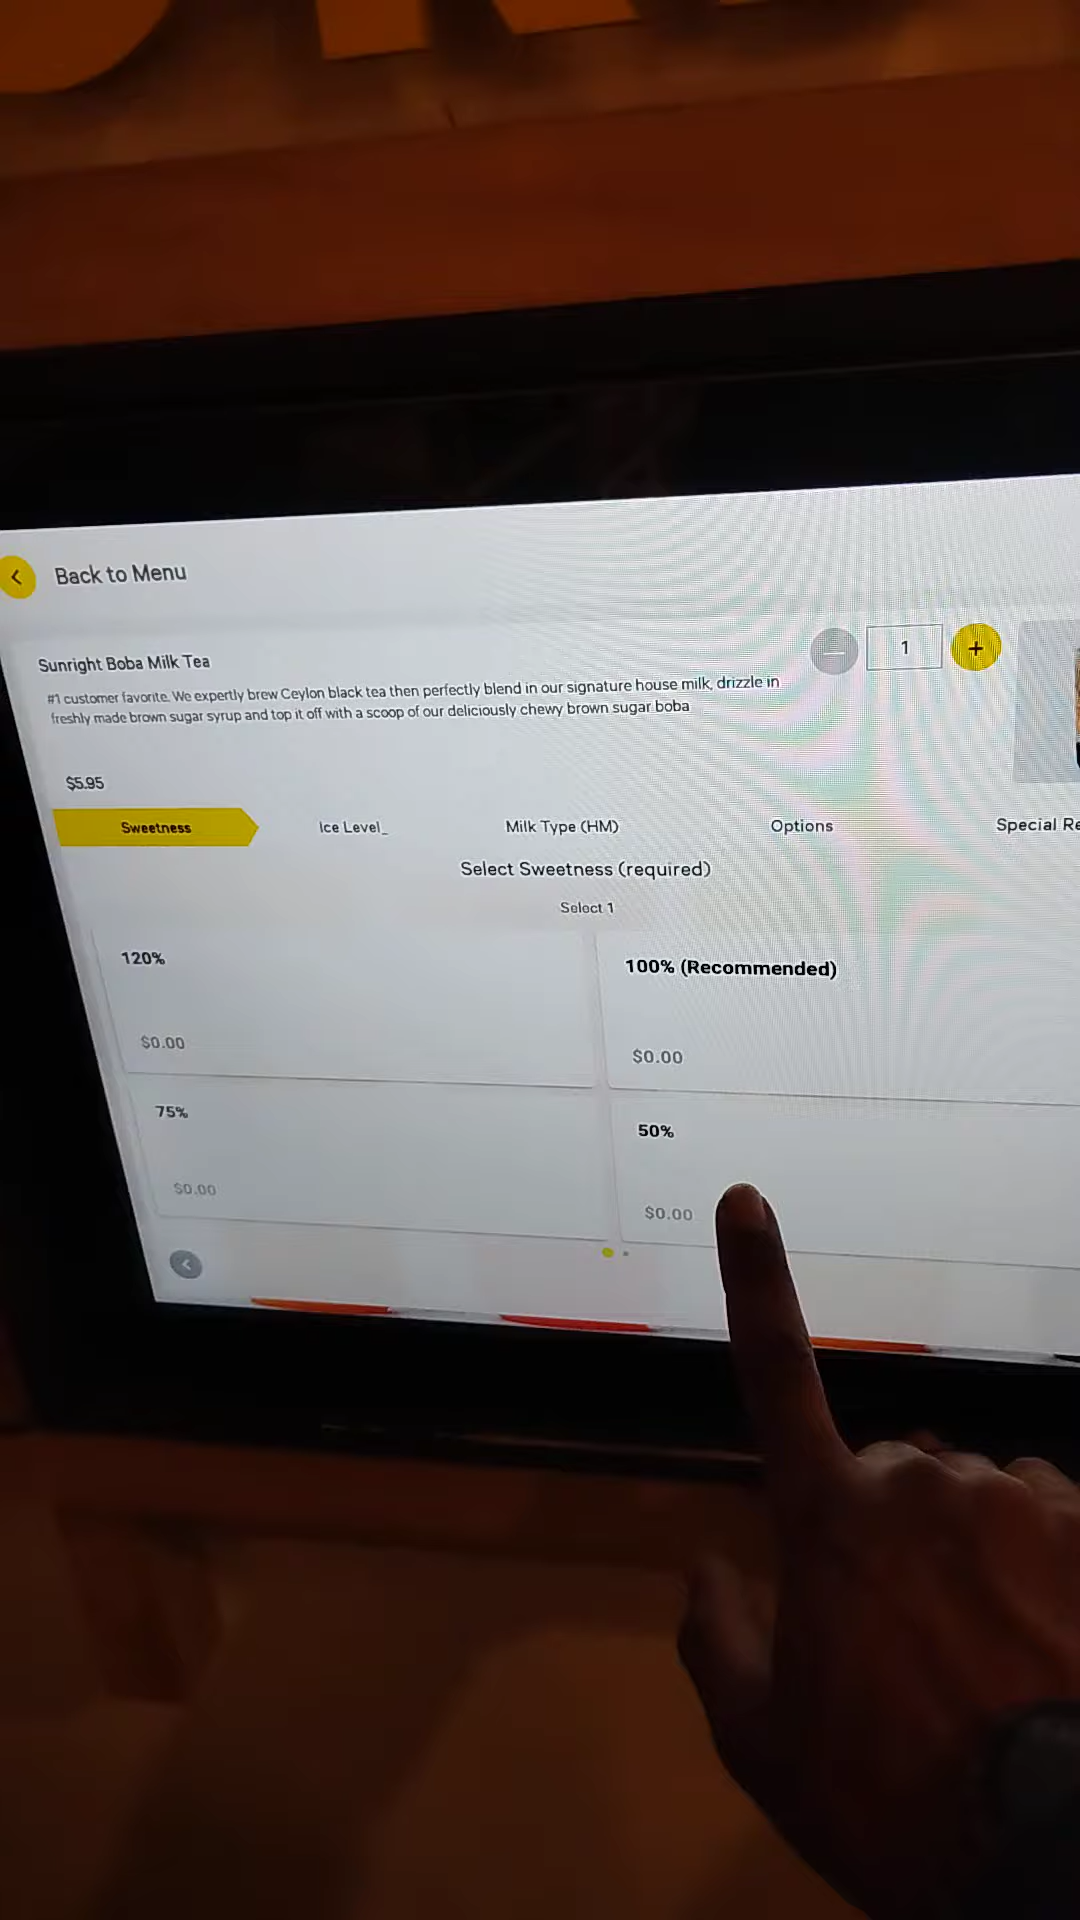 Back to Menu
Sunright Boba Milk Tea
1
#1 customer favorite. We expertly brew Ceylon black tea then perfectly blend in our signature house milk, drizzle in
freshly made brown sugar syrup and top it off with a scoop of our deliciously chewy brown sugar boba
$5.95
Sweetness
Ice Level_
Milk Type (HM)
Options
Special Re
Select Sweetness (required)
Select 1
120%
$0.00
100% (Recommended)
$0.00
75%
$0.00
50%
$0.00